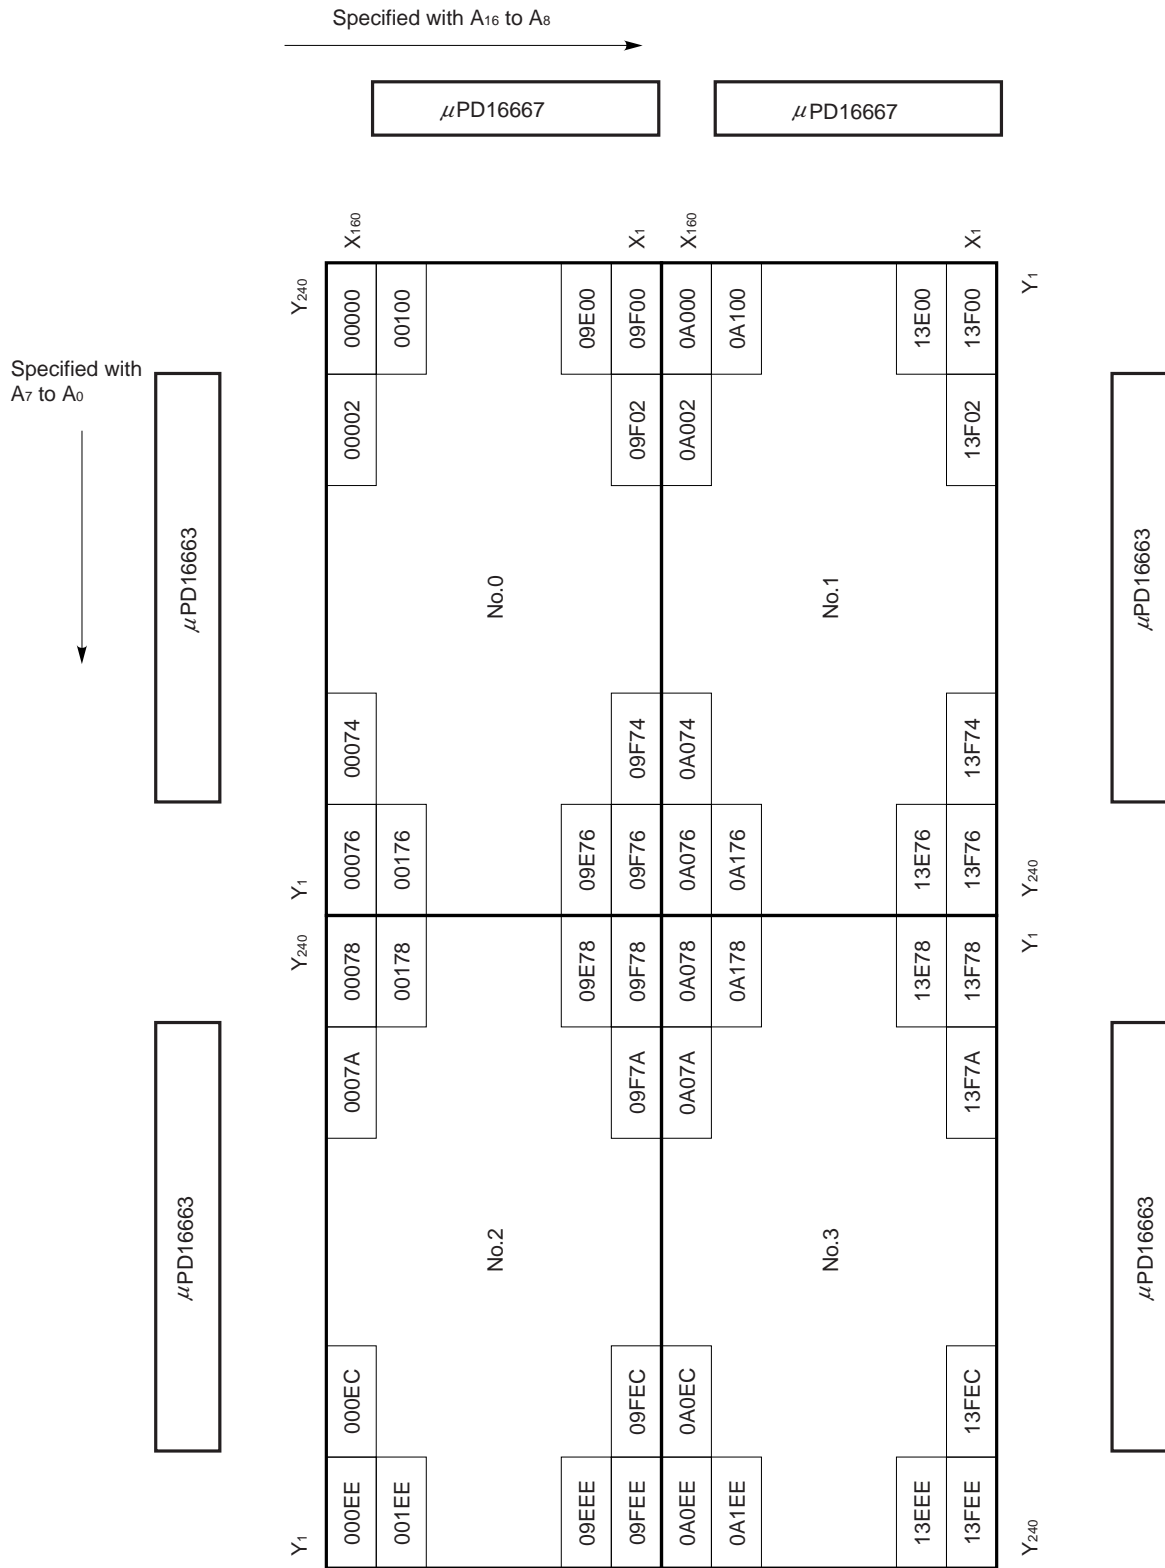 Specified with A16 to A8
μPD16667
μPD16667
X160
X1
X160
X1
Y240
00000
00100
09E00
09F00
0A000
0A100
13E00
13F00
Y1
Specified with
A7 to A0
00002
09F02
0A002
13F02
μPD16663
No.0
No.1
μPD16663
00074
09F74
0A074
13F74
Y1
00076
00176
09E76
09F76
0A076
0A176
13E76
13F76
Y240
Y240
00078
00178
09E78
09F78
0A078
0A178
13E78
13F78
Y1
0007A
09F7A
0A07A
13F7A
μPD16663
No.2
No.3
μPD16663
000EC
09FEC
0A0EC
13FEC
Y1
000EE
001EE
09EEE
09FEE
0A0EE
0A1EE
13EEE
13FEE
Y240